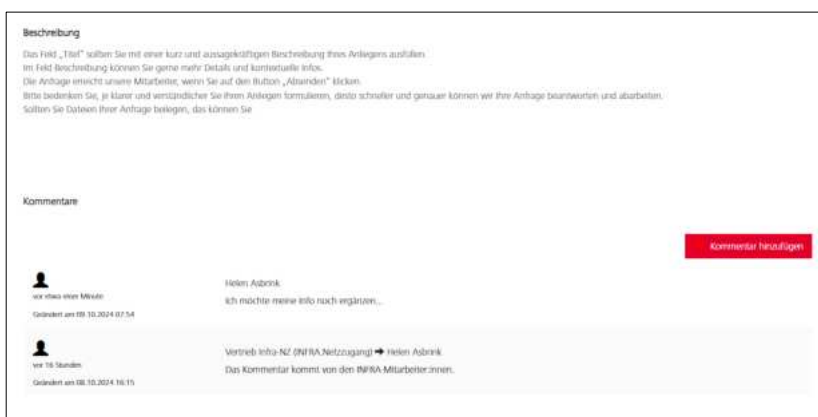 Beschreibung
Das Feld „Titel“ sollten Sie mit einer kurz und aussagekräftigen Beschreibung Ihres Anliegens ausfüllen.
Im Feld Beschreibung können Sie gerne mehr Details und kontextuelle Infos.
Die Anfrage erreicht unsere Mitarbeiter, wenn Sie auf den Button „Absenden“ klicken.
Bitte bedenken Sie, je klarer und verständlicher Sie Ihren Anliegen formulieren, desto schneller und genauer können wir Ihre Anfrage beantworten und abarbeiten.
Sollten Sie Dateien Ihrer Anfrage beilegen, das können Sie
Kommentare
Kommentar hinzufügen
Helen Asbrink
vor etwa einer Minute
Ich möchte meine Info noch ergänzen...
Geändert am 09.10.2024 07:54
Vertrieb Infra-NZ (INFRA.Netzzugang) ➔ Helen Asbrink
vor 16 Stunden
Das Kommentar kommt von den INFRA-Mitarbeiter:innen.
Geändert am 08.10.2024 16:15